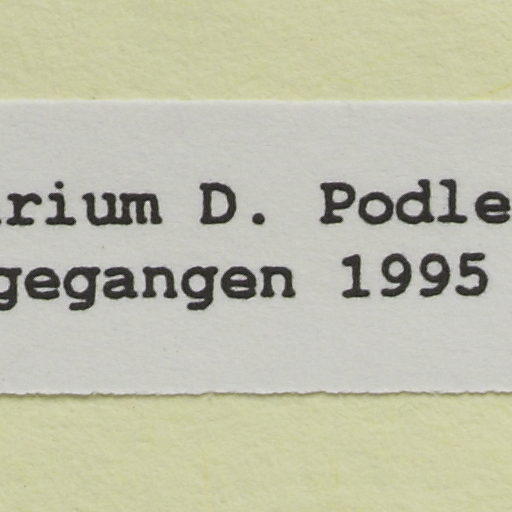 rium D. Podle
gegangen 1995